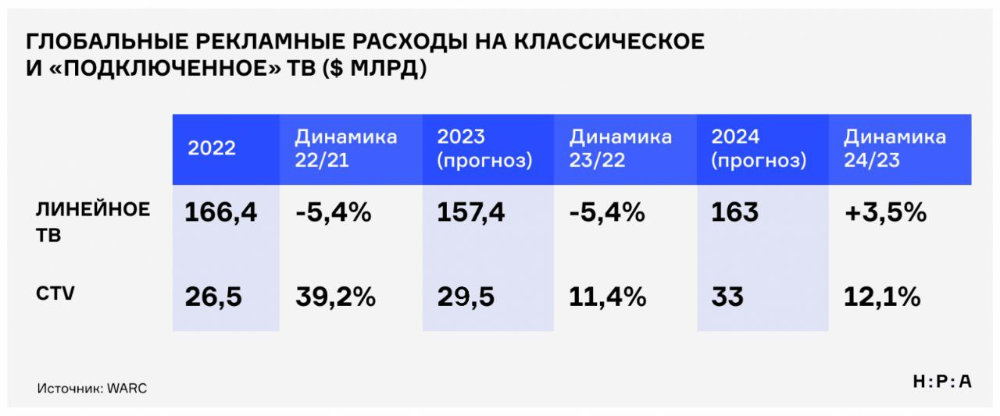 ГЛОБАЛЬНЫЕ РЕКЛАМНЫЕ РАСХОДЫ НА КЛАССИЧЕСКОЕ
И «ПОДКЛЮЧЕННОЕ» ТВ ($ МЛРД)
2022 Динамика 22/21 2023 (прогноз) Динамика 23/22 2024 (прогноз) Динамика 24/23
ЛИНЕЙНОЕ ТВ 166,4 -5,4% 157,4 -5,4% 163 +3,5%
CTV 26,5 39,2% 29,5 11,4% 33 12,1%
Источник: WARC
Н:Р:А